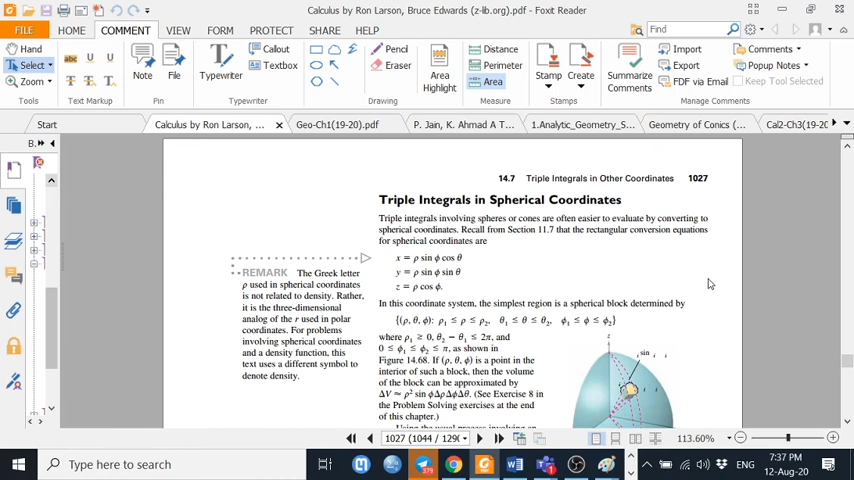 Calculus by Ron Larson, Bruce Edwards (z-lib.org).pdf - Foxit Reader
FILE HOME COMMENT VIEW FORM PROTECT SHARE HELP Find
Hand
Select
Zoom
Tools
abc U U
T T T
Text Markup
Note
File
Pin
Typewriter
Callout
Textbox
Typewriter
Pencil
Eraser
Drawing
Area Highlight
Distance
Perimeter
Area
Measure
Stamp
Create
Stamps
Summarize Comments
Import
Export
FDF via Email
Comments
Popup Notes
Keep Tool Selected
Manage Comments
Start Calculus by Ron Larson, ... Geo-Ch1(19-20).pdf P. Jain, K. Ahmad A T... 1.Analytic_Geometry_S... Geometry of Conics (... Cal2-Ch3(19-20
B..
14.7 Triple Integrals in Other Coordinates 1027
Triple Integrals in Spherical Coordinates
Triple integrals involving spheres or cones are often easier to evaluate by converting to
spherical coordinates. Recall from Section 11.7 that the rectangular conversion equations
for spherical coordinates are
x = ρ sin ϕ cos θ
y = ρ sin ϕ sin θ
z = ρ cos ϕ.
REMARK The Greek letter
ρ used in spherical coordinates
is not related to density. Rather,
it is the three-dimensional
analog of the r used in polar
coordinates. For problems
involving spherical coordinates
and a density function, this
text uses a different symbol to
denote density.
In this coordinate system, the simplest region is a spherical block determined by
{(ρ, θ, ϕ): ρ1 ≤ ρ ≤ ρ2, θ1 ≤ θ ≤ θ2, ϕ1 ≤ ϕ ≤ ϕ2}
where ρ1 ≥ 0, θ2 − θ1 ≤ 2π, and
0 ≤ ϕ1 ≤ ϕ2 ≤ π, as shown in
Figure 14.68. If (ρ, θ, ϕ) is a point in the
interior of such a block, then the volume
of the block can be approximated by
ΔV ≈ ρ² sin ϕ Δρ Δϕ Δθ. (See Exercise 8 in
the Problem Solving exercises at the end
of this chapter.)
Using the usual process involving an
z
sin
1027 (1044 / 1290
113.60%
Type here to search
379
ENG
7:37 PM
12-Aug-20